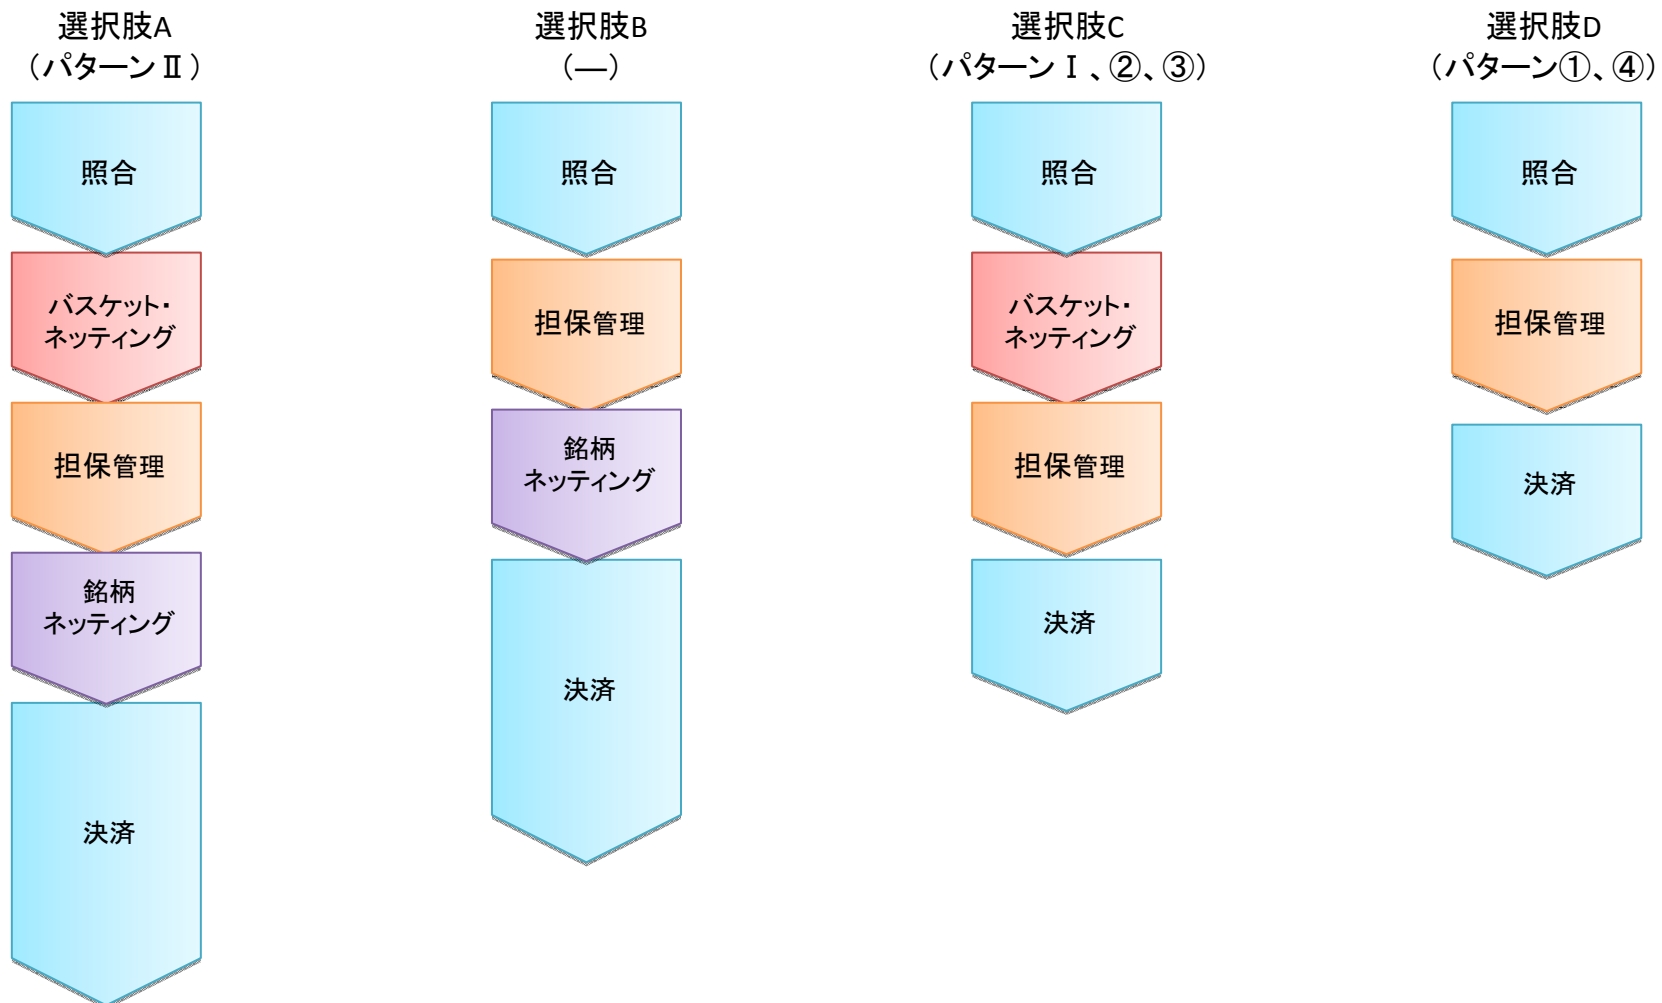 選択肢A
（パターンⅡ）
照合
バスケット・
ネッティング
担保管理
銘柄
ネッティング
決済
選択肢B
（―）
照合
担保管理
銘柄
ネッティング
決済
選択肢C
（パターンⅠ、②、③）
照合
バスケット・
ネッティング
担保管理
決済
選択肢D
（パターン①、④）
照合
担保管理
決済